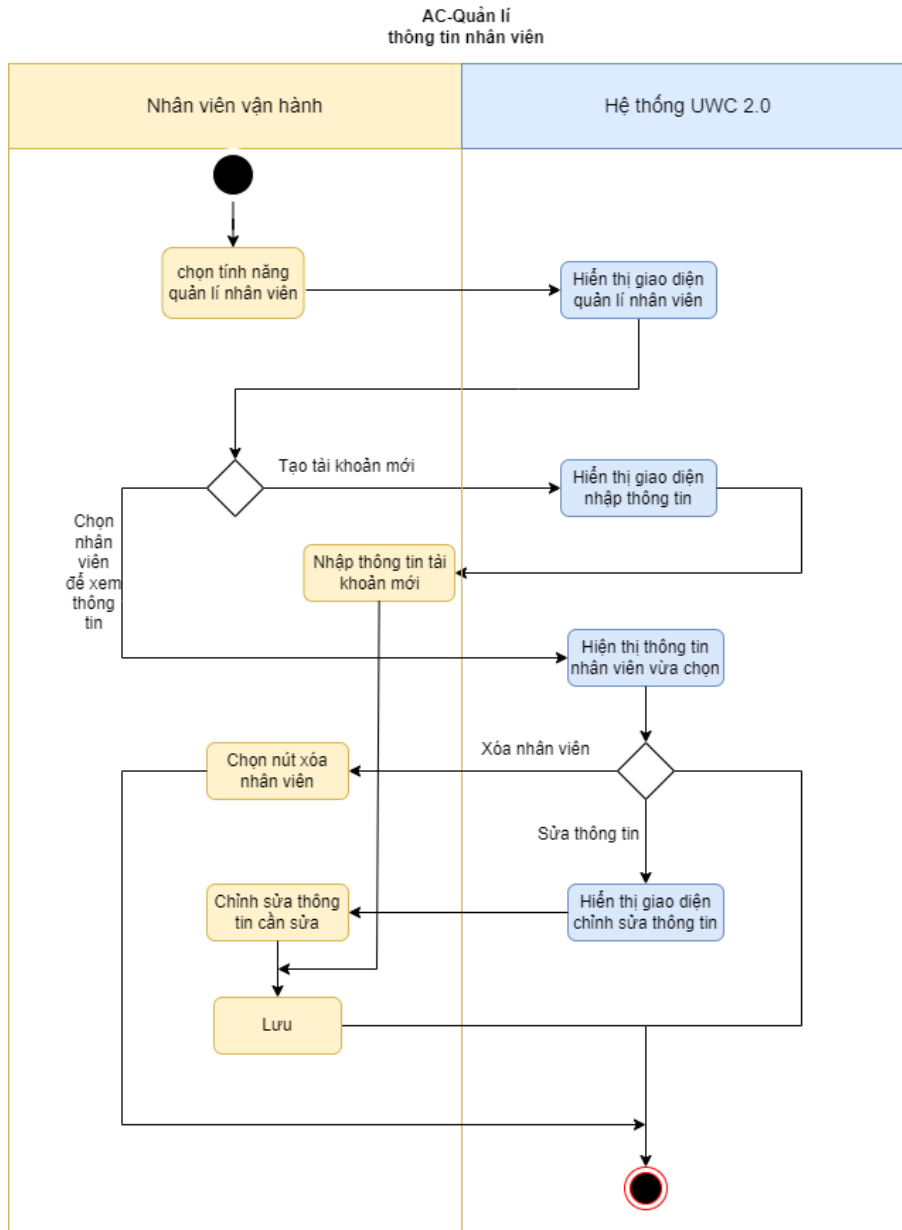 AC-Quản lí
thông tin nhân viên
Nhân viên vận hành
Hệ thống UWC 2.0
chọn tính năng
quản lí nhân viên
Hiển thị giao diện
quản lí nhân viên
Tạo tải khoản mới
Hiển thị giao diện
nhập thông tin
Chọn
nhân
viên
để xem
thông
tin
Nhập thông tin tài
khoản mới
Hiện thị thông tin
nhân viên vừa chọn
Xóa nhân viên
Chọn nút xóa
nhân viên
Sửa thông tin
Chỉnh sửa thông
tin cần sửa
Hiển thị giao diện
chỉnh sửa thông tin
Lưu